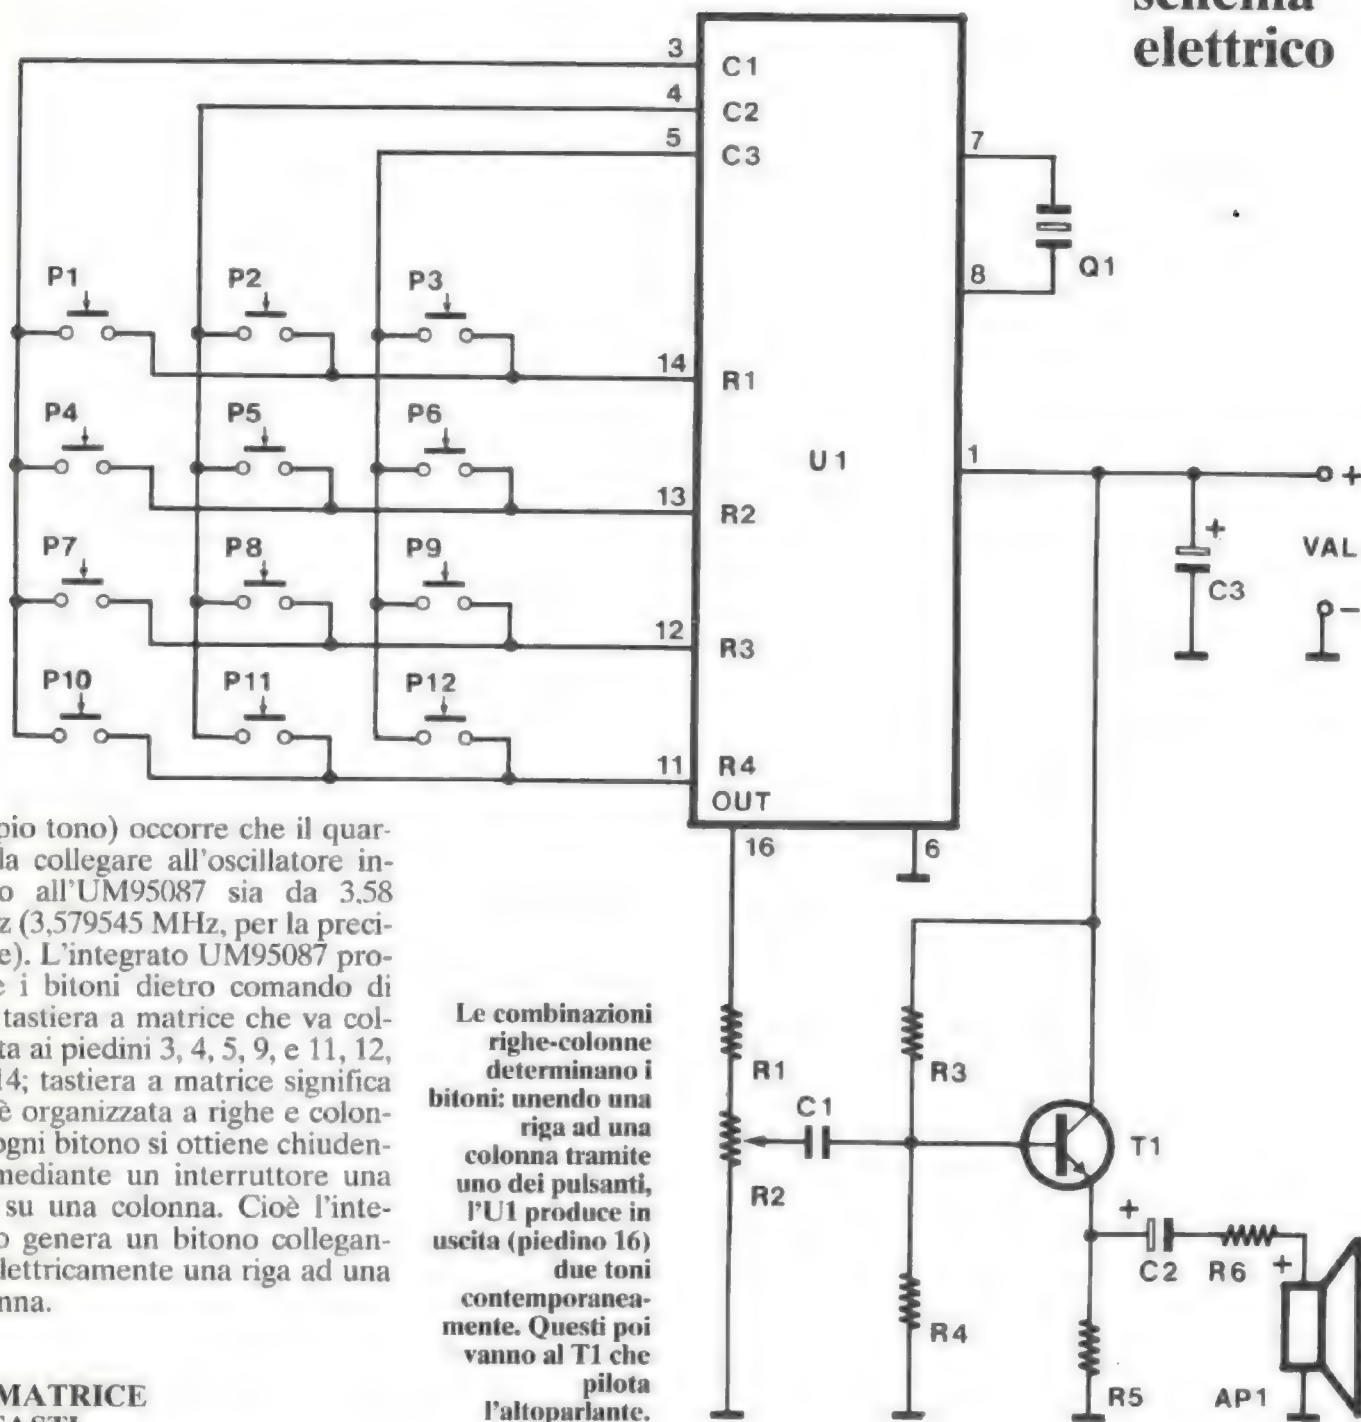 schema
elettrico
3
C1
4
C2
5
C3
7
8
Q1
P1
P2
P3
14
R1
P4
P5
P6
13
R2
U1
1
+
VAL
C3
+
-
P7
P8
P9
12
R3
P10
P11
P12
11
R4
OUT
16
6
pio tono) occorre che il quar-
da collegare all'oscillatore in-
o all'UM95087 sia da 3,58
z (3,579545 MHz, per la preci-
e). L'integrato UM95087 pro-
e i bitoni dietro comando di
tastiera a matrice che va col-
ta ai piedini 3, 4, 5, 9, e 11, 12,
14; tastiera a matrice significa
è organizzata a righe e colon-
ogni bitono si ottiene chiuden-
mediante un interruttore una
su una colonna. Cioè l'inte-
o genera un bitono collegan-
lettricamente una riga ad una
nna.
MATRICE
TASTI
Le combinazioni
righe-colonne
determinano i
bitoni: unendo una
riga ad una
colonna tramite
uno dei pulsanti,
l'U1 produce in
uscita (piedino 16)
due toni
contemporanea-
mente. Questi poi
vanno al T1 che
pilota
l'altoparlante.
R1
R2
C1
R3
R4
T1
+
C2
R6
+
R5
AP1